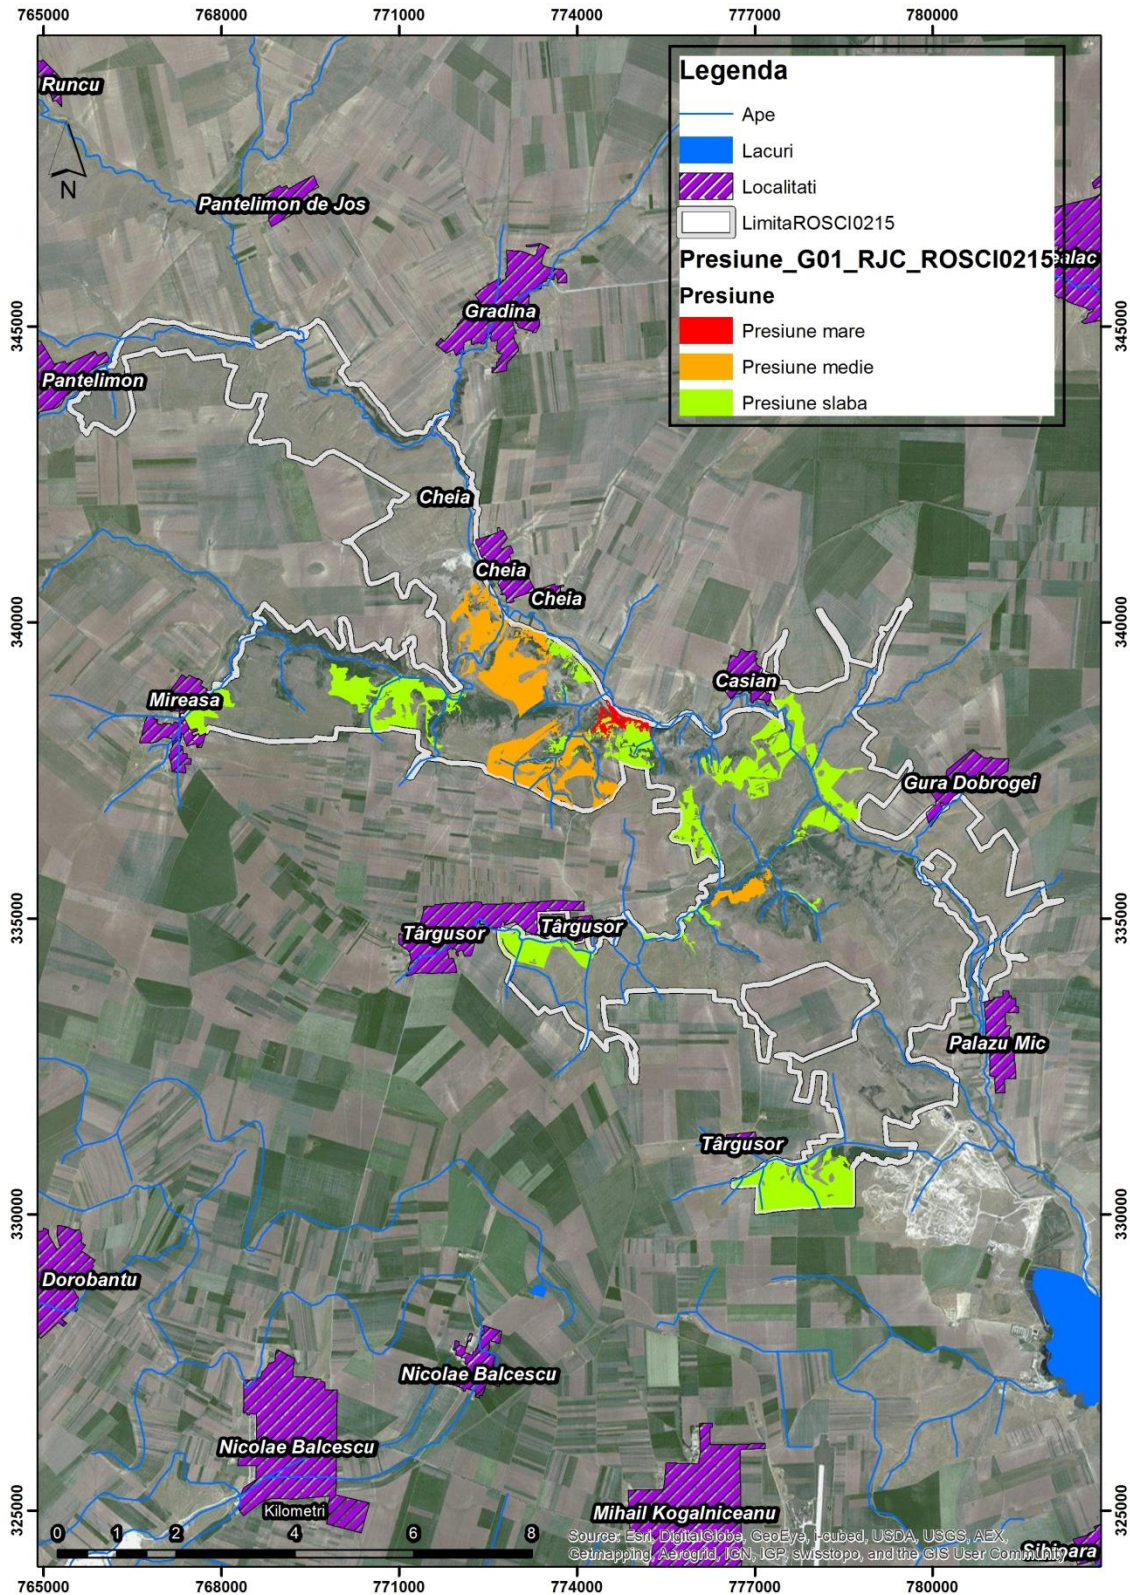 765000 768000 771000 774000 777000 780000
Runcu
N
Pantelimon de Jos
Gradina
Pantelimon
Cheia
Cheia
Cheia
Mireasa
Casian
Gura Dobrogei
Târgusor
Târgusor
Palazu Mic
Târgusor
Dorobantu
Nicolae Balcescu
Nicolae Balcescu
Mihail Kogalniceanu
Legenda
Ape
Lacuri
Localitati
LimitaROSCI0215
Presiune_G01_RJC_ROSCI0215
Presiune
Presiune mare
Presiune medie
Presiune slaba
345000
340000
335000
330000
325000
345000
340000
335000
330000
325000
Kilometri
0 1 2 4 6 8
Source: Esri, DigitalGlobe, GeoEye, i-cubed, USDA, USGS, AEX,
Getmapping, Aerogrid, IGN, IGP, swisstopo, and the GIS User Community
765000 768000 771000 774000 777000 780000